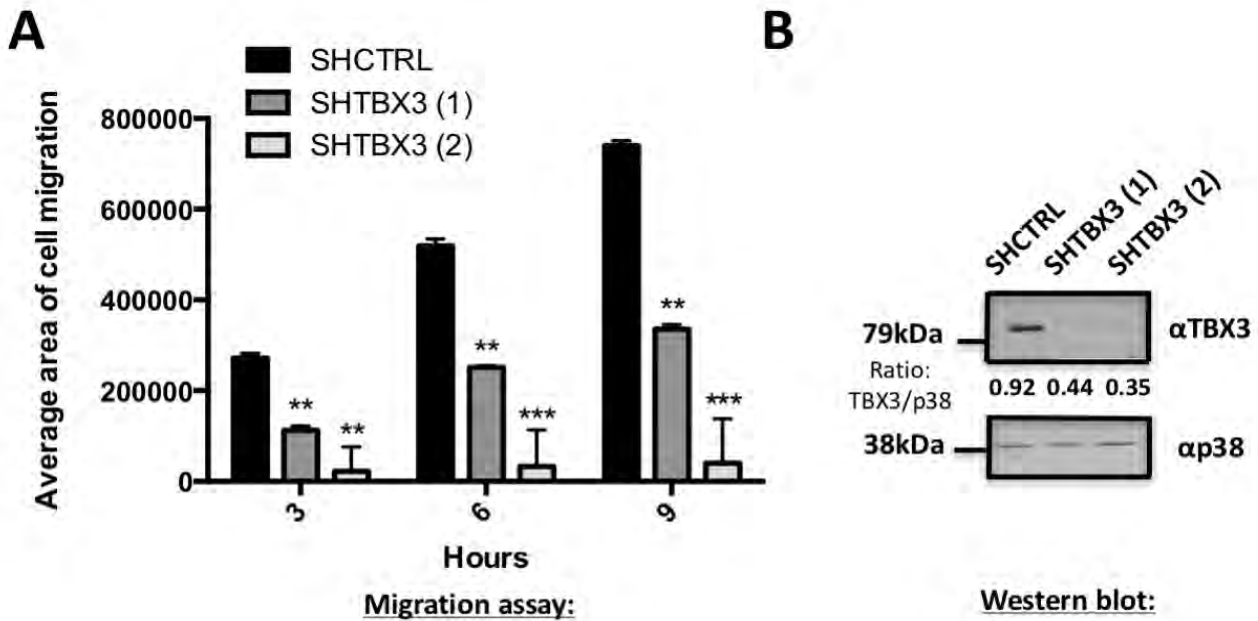 A
SHCTRL
SHTBX3 (1)
SHTBX3 (2)
Average area of cell migration
800000
600000
400000
200000
0
**
**
**
***
**
***
3
6
9
Hours
Migration assay:
B
SHCTRL
SHTBX3 (1)
SHTBX3 (2)
79kDa
αTBX3
Ratio:
TBX3/p38
0.92 0.44 0.35
38kDa
αp38
Western blot: